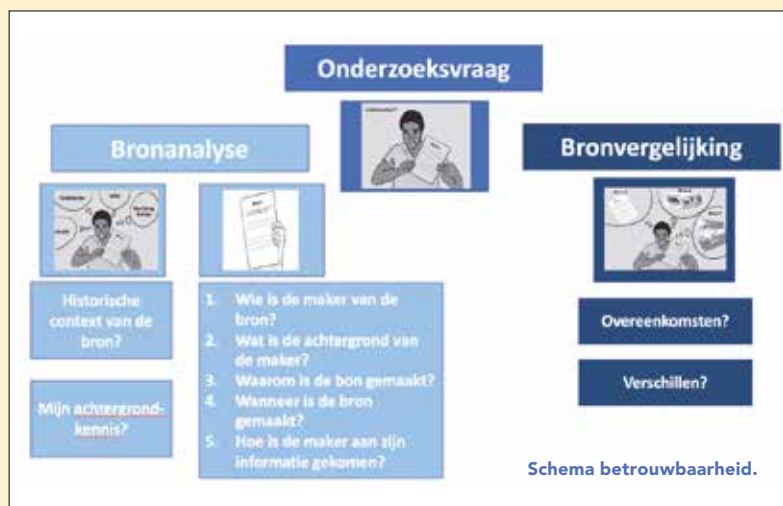 Onderzoeksvraag
Bronanalyse
Bronvergelijking
Historische
context van de
bron?
Mijn achtergrond-
kennis?
1. Wie is de maker van de
bron?
2. Wat is de achtergrond van
de maker?
3. Waarom is de bon gemaakt?
4. Wanneer is de bron
gemaakt?
5. Hoe is de maker aan zijn
informatie gekomen?
Overeenkomsten?
Verschillen?
Schema betrouwbaarheid.